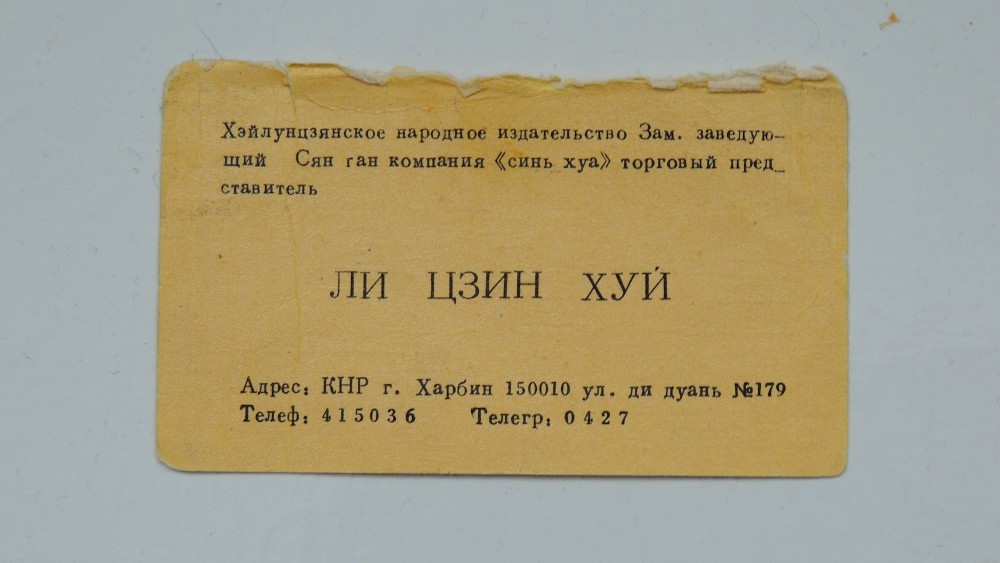 Хэйлунцзянское народное издательство Зам. заведую-
щий Сян ган компания 《синь хуа》 торговый пред_
ставитель
ЛИ ЦЗИН ХУЙ
Адрес: КНР г. Харбин 150010 ул. ди дуань №179
Телеф: 415036 Телегр: 0427